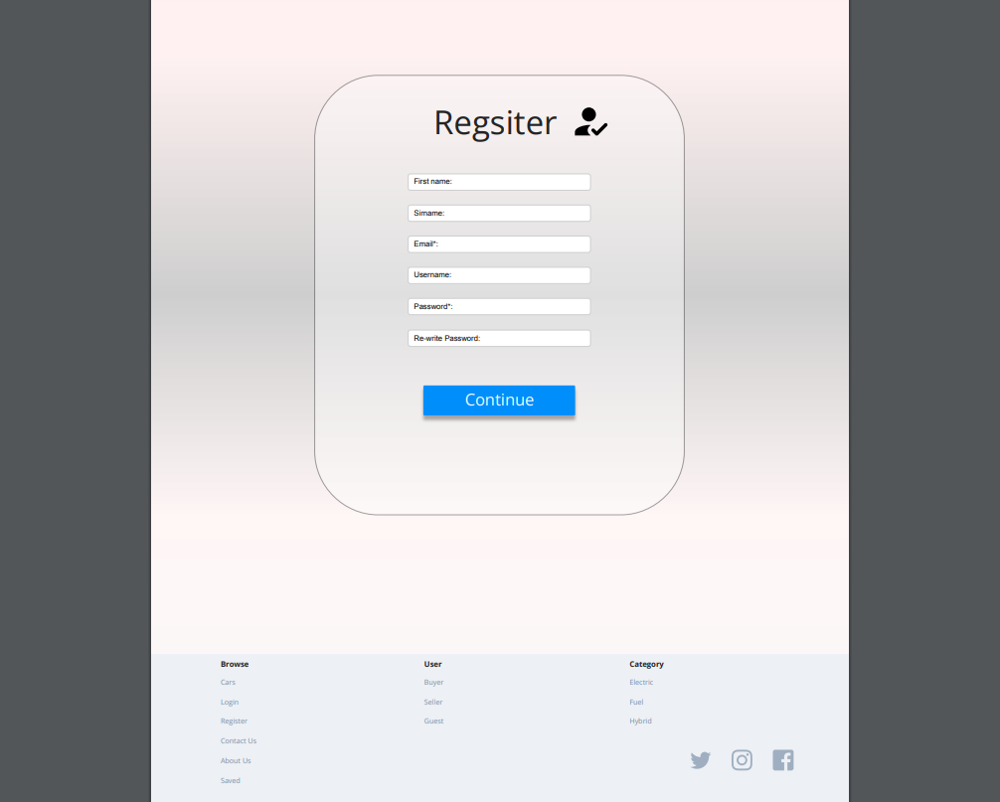 Regsiter
First name:
Sirname:
Email*:
Username:
Password*:
Re-write Password:
Continue
Browse
Cars
Login
Register
Contact Us
About Us
Saved
User
Buyer
Seller
Guest
Category
Electric
Fuel
Hybrid